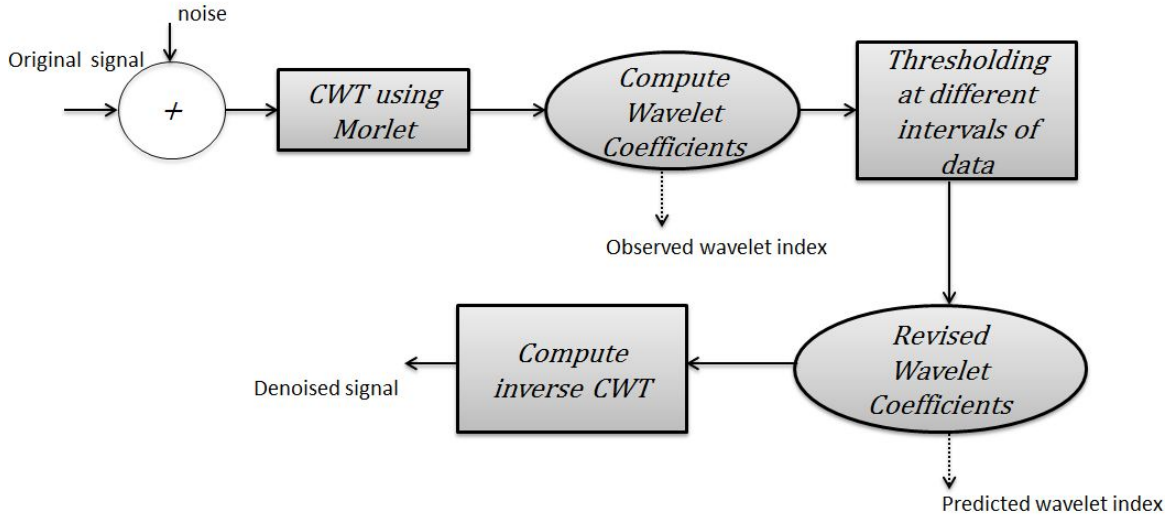 noise
Original signal
+
CWT using
Morlet
Compute
Wavelet
Coefficients
Thresholding
at different
intervals of
data
Observed wavelet index
Revised
Wavelet
Coefficients
Compute
inverse CWT
Denoised signal
Predicted wavelet index